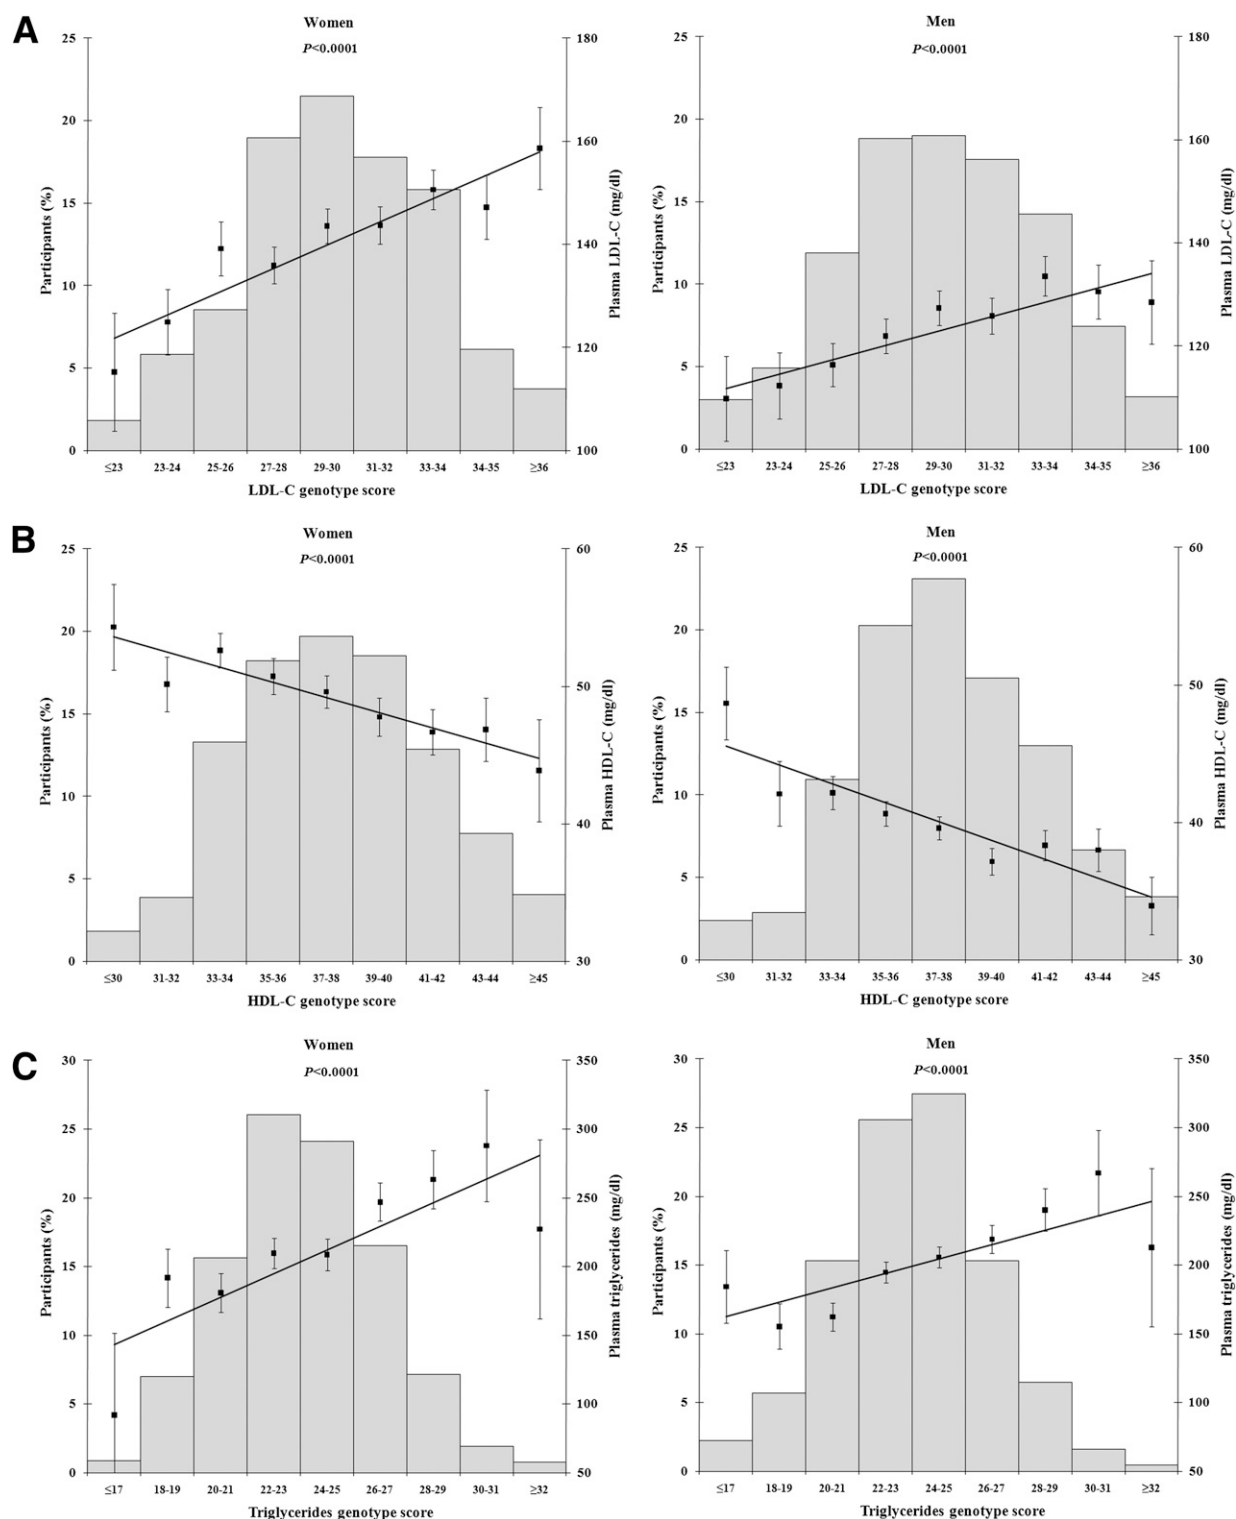 A
Women
P<0.0001
25
20
15
10
5
0
Participants (%)
180
160
140
120
100
Plasma LDL-C (mg/dl)
≤23 23-24 25-26 27-28 29-30 31-32 33-34 34-35 ≥36
LDL-C genotype score
Men
P<0.0001
25
20
15
10
5
0
Participants (%)
180
160
140
120
100
Plasma LDL-C (mg/dl)
≤23 23-24 25-26 27-28 29-30 31-32 33-34 34-35 ≥36
LDL-C genotype score
B
Women
P<0.0001
25
20
15
10
5
0
Participants (%)
60
50
40
30
Plasma HDL-C (mg/dl)
≤30 31-32 33-34 35-36 37-38 39-40 41-42 43-44 ≥45
HDL-C genotype score
Men
P<0.0001
25
20
15
10
5
0
Participants (%)
60
50
40
30
Plasma HDL-C (mg/dl)
≤30 31-32 33-34 35-36 37-38 39-40 41-42 43-44 ≥45
HDL-C genotype score
C
Women
P<0.0001
30
25
20
15
10
5
0
Participants (%)
350
300
250
200
150
100
50
Plasma triglycerides (mg/dl)
≤17 18-19 20-21 22-23 24-25 26-27 28-29 30-31 ≥32
Triglycerides genotype score
Men
P<0.0001
30
25
20
15
10
5
0
Participants (%)
350
300
250
200
150
100
50
Plasma triglycerides (mg/dl)
≤17 18-19 20-21 22-23 24-25 26-27 28-29 30-31 ≥32
Triglycerides genotype score